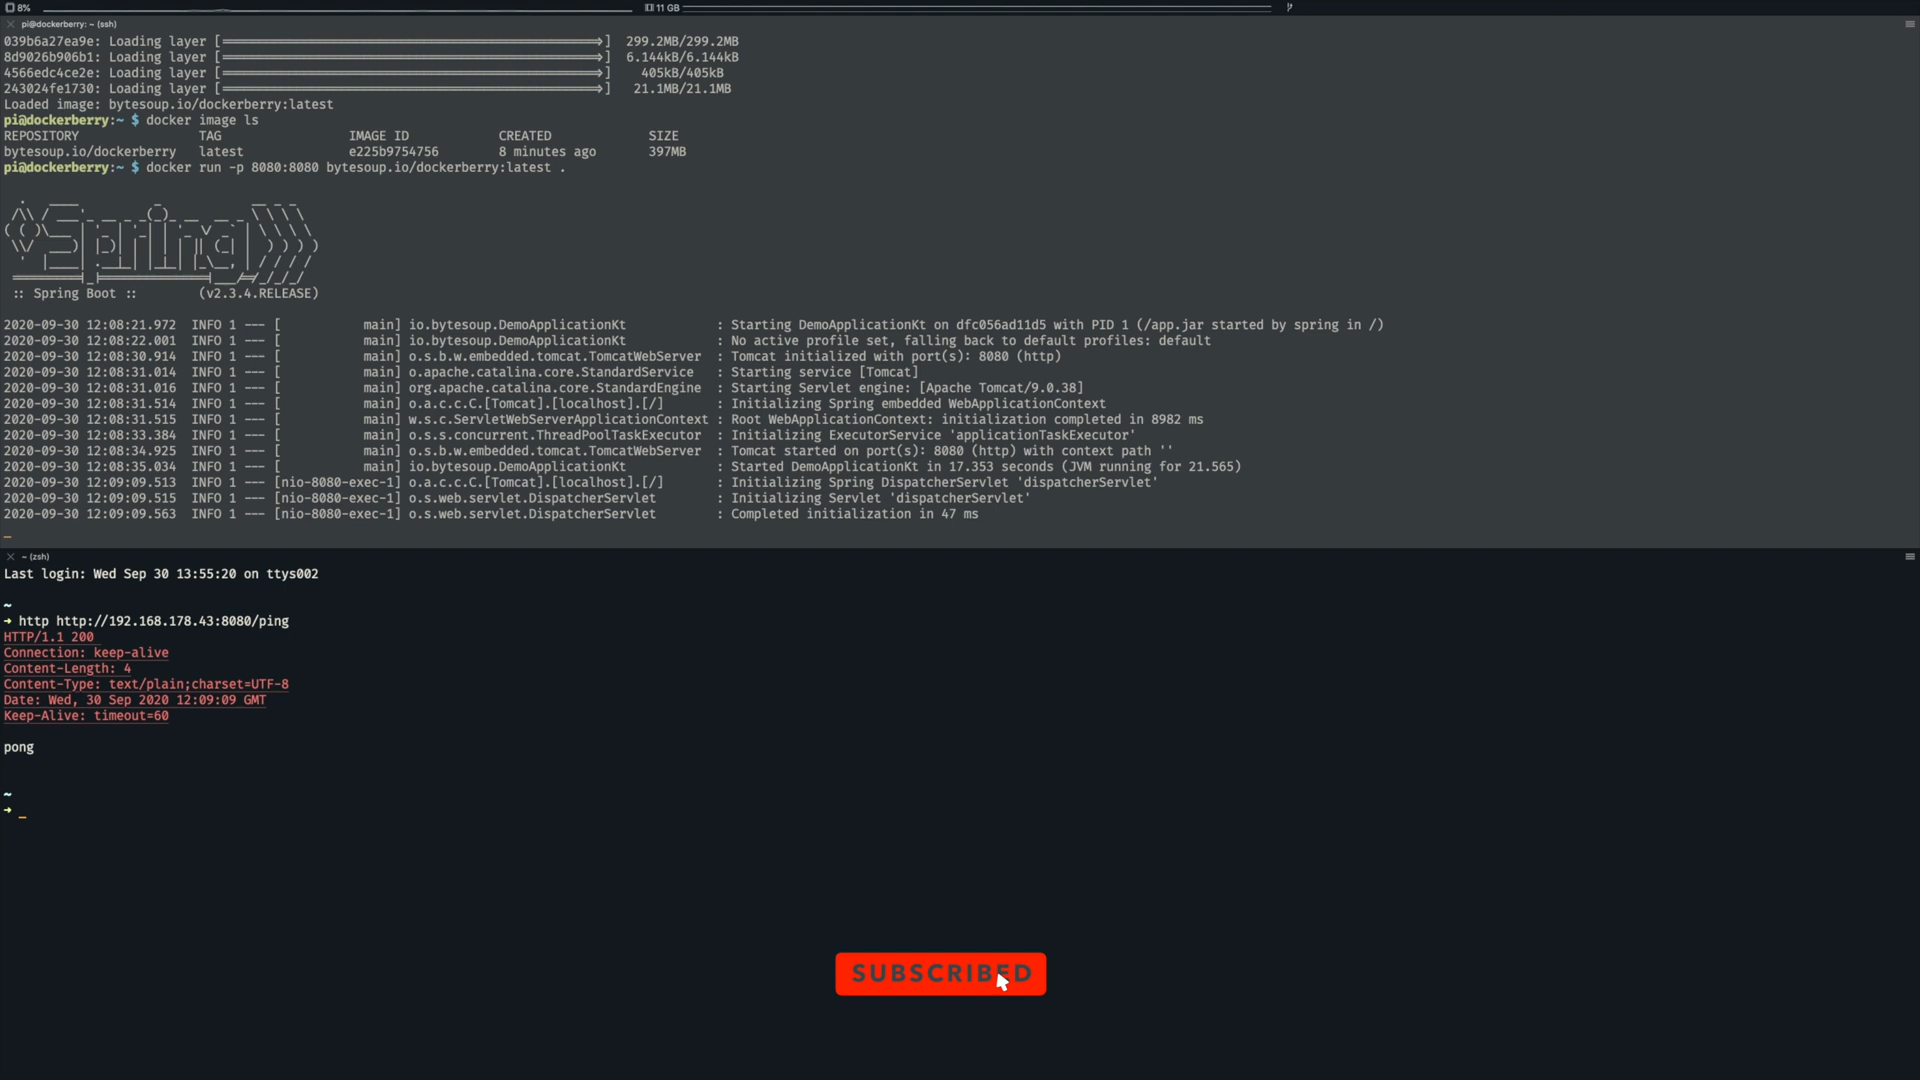 8% 11 GB
pi@dockerberry: ~ (ssh)
039b6a27ea9e: Loading layer [==================================================>] 299.2MB/299.2MB
8d9026b906b1: Loading layer [==================================================>] 6.144kB/6.144kB
4566edc4ce2e: Loading layer [==================================================>] 405kB/405kB
243024fe1730: Loading layer [==================================================>] 21.1MB/21.1MB
Loaded image: bytesoup.io/dockerberry:latest
pi@dockerberry:~ $ docker image ls
REPOSITORY TAG IMAGE ID CREATED SIZE
bytesoup.io/dockerberry latest e225b9754756 8 minutes ago 397MB
pi@dockerberry:~ $ docker run -p 8080:8080 bytesoup.io/dockerberry:latest .
Spring
:: Spring Boot :: (v2.3.4.RELEASE)
2020-09-30 12:08:21.972 INFO 1 --- [ main] io.bytesoup.DemoApplicationKt : Starting DemoApplicationKt on dfc056ad11d5 with PID 1 (/app.jar started by spring in /)
2020-09-30 12:08:22.001 INFO 1 --- [ main] io.bytesoup.DemoApplicationKt : No active profile set, falling back to default profiles: default
2020-09-30 12:08:30.914 INFO 1 --- [ main] o.s.b.w.embedded.tomcat.TomcatWebServer : Tomcat initialized with port(s): 8080 (http)
2020-09-30 12:08:31.014 INFO 1 --- [ main] o.apache.catalina.core.StandardService : Starting service [Tomcat]
2020-09-30 12:08:31.016 INFO 1 --- [ main] org.apache.catalina.core.StandardEngine : Starting Servlet engine: [Apache Tomcat/9.0.38]
2020-09-30 12:08:31.514 INFO 1 --- [ main] o.a.c.c.C.[Tomcat].[localhost].[/] : Initializing Spring embedded WebApplicationContext
2020-09-30 12:08:31.515 INFO 1 --- [ main] w.s.c.ServletWebServerApplicationContext : Root WebApplicationContext: initialization completed in 8982 ms
2020-09-30 12:08:33.384 INFO 1 --- [ main] o.s.s.concurrent.ThreadPoolTaskExecutor : Initializing ExecutorService 'applicationTaskExecutor'
2020-09-30 12:08:34.925 INFO 1 --- [ main] o.s.b.w.embedded.tomcat.TomcatWebServer : Tomcat started on port(s): 8080 (http) with context path ''
2020-09-30 12:08:35.034 INFO 1 --- [ main] io.bytesoup.DemoApplicationKt : Started DemoApplicationKt in 17.353 seconds (JVM running for 21.565)
2020-09-30 12:09:09.513 INFO 1 --- [nio-8080-exec-1] o.a.c.c.C.[Tomcat].[localhost].[/] : Initializing Spring DispatcherServlet 'dispatcherServlet'
2020-09-30 12:09:09.515 INFO 1 --- [nio-8080-exec-1] o.s.web.servlet.DispatcherServlet : Initializing Servlet 'dispatcherServlet'
2020-09-30 12:09:09.563 INFO 1 --- [nio-8080-exec-1] o.s.web.servlet.DispatcherServlet : Completed initialization in 47 ms
~ (zsh)
Last login: Wed Sep 30 13:55:20 on ttys002
~
➜ http http://192.168.178.43:8080/ping
HTTP/1.1 200
Connection: keep-alive
Content-Length: 4
Content-Type: text/plain;charset=UTF-8
Date: Wed, 30 Sep 2020 12:09:09 GMT
Keep-Alive: timeout=60
pong
~
➜ _
SUBSCRIBED